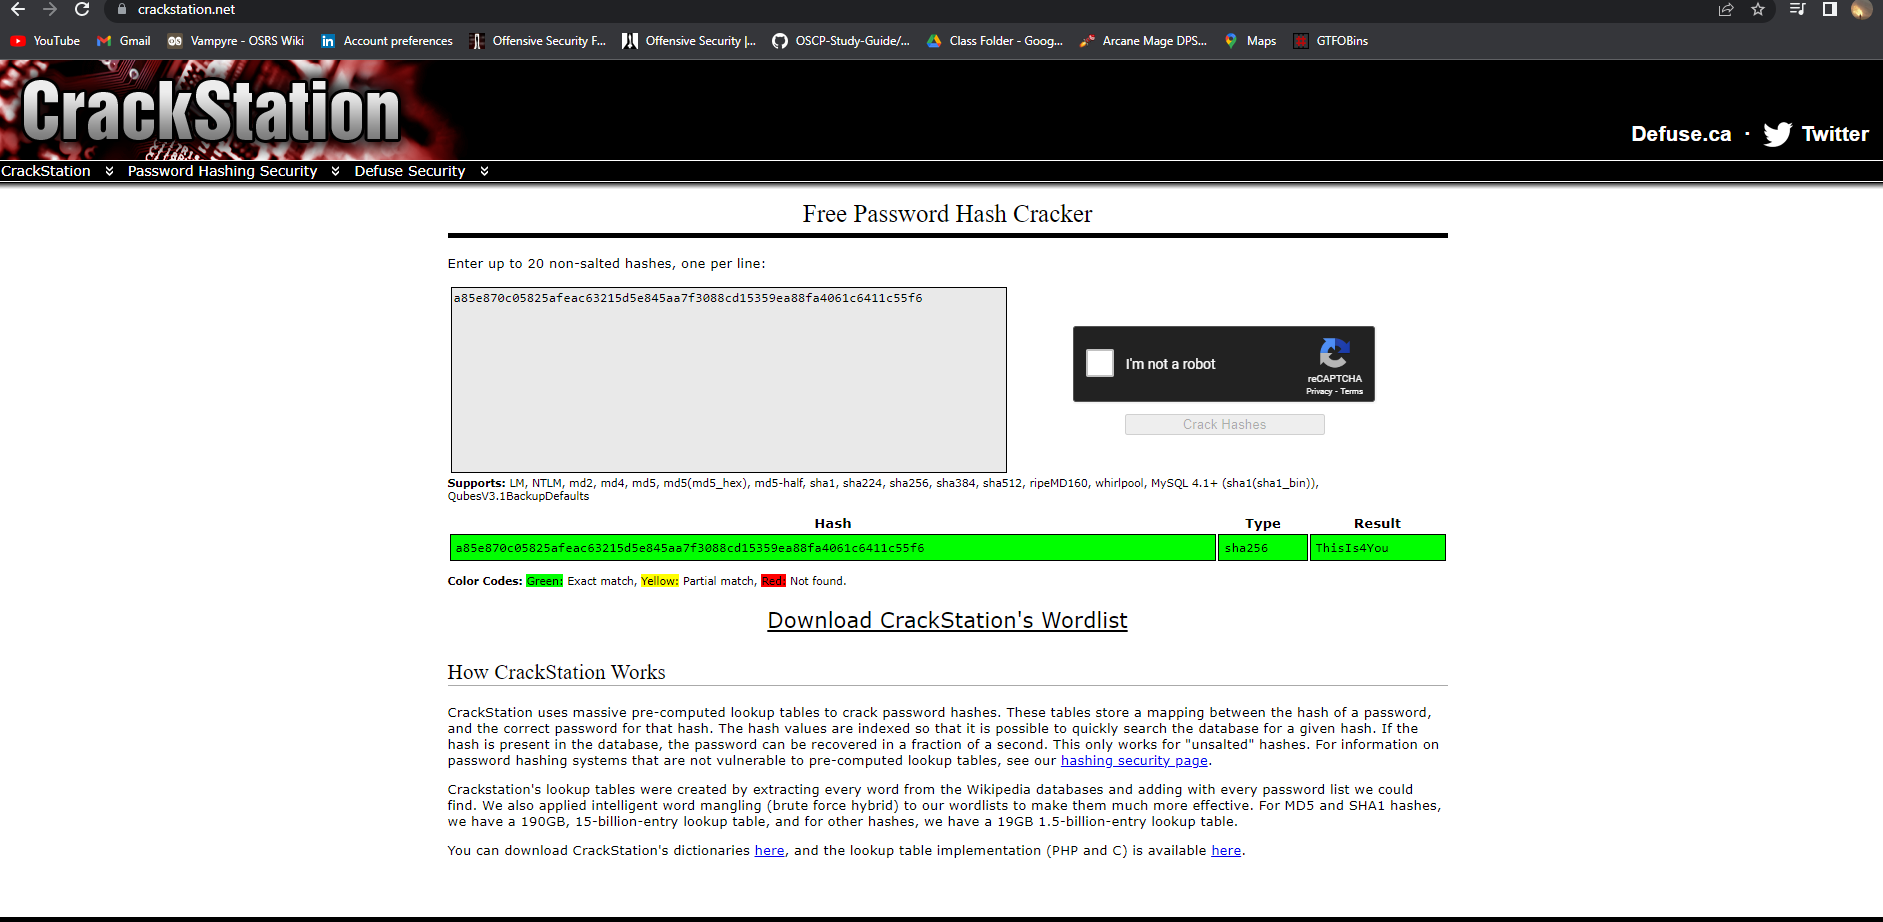 crackstation.net
YouTube Gmail Vampyre - OSRS Wiki Account preferences Offensive Security F... Offensive Security |... OSCP-Study-Guide/... Class Folder - Goog... Arcane Mage DPS... Maps GTFOBins
CrackStation
Defuse.ca · Twitter
CrackStation Password Hashing Security Defuse Security
Free Password Hash Cracker
Enter up to 20 non-salted hashes, one per line:
a85e870c05825afeac63215d5e845aa7f3088cd15359ea88fa4061c6411c55f6
I'm not a robot
reCAPTCHA
Privacy - Terms
Crack Hashes
Supports: LM, NTLM, md2, md4, md5, md5(md5_hex), md5-half, sha1, sha224, sha256, sha384, sha512, ripeMD160, whirlpool, MySQL 4.1+ (sha1(sha1_bin)),
QubesV3.1BackupDefaults
Hash Type Result
a85e870c05825afeac63215d5e845aa7f3088cd15359ea88fa4061c6411c55f6 sha256 ThisIs4You
Color Codes: Green: Exact match, Yellow: Partial match, Red: Not found.
Download CrackStation's Wordlist
How CrackStation Works
CrackStation uses massive pre-computed lookup tables to crack password hashes. These tables store a mapping between the hash of a password,
and the correct password for that hash. The hash values are indexed so that it is possible to quickly search the database for a given hash. If the
hash is present in the database, the password can be recovered in a fraction of a second. This only works for "unsalted" hashes. For information on
password hashing systems that are not vulnerable to pre-computed lookup tables, see our hashing security page.
Crackstation's lookup tables were created by extracting every word from the Wikipedia databases and adding with every password list we could
find. We also applied intelligent word mangling (brute force hybrid) to our wordlists to make them much more effective. For MD5 and SHA1 hashes,
we have a 190GB, 15-billion-entry lookup table, and for other hashes, we have a 19GB 1.5-billion-entry lookup table.
You can download CrackStation's dictionaries here, and the lookup table implementation (PHP and C) is available here.